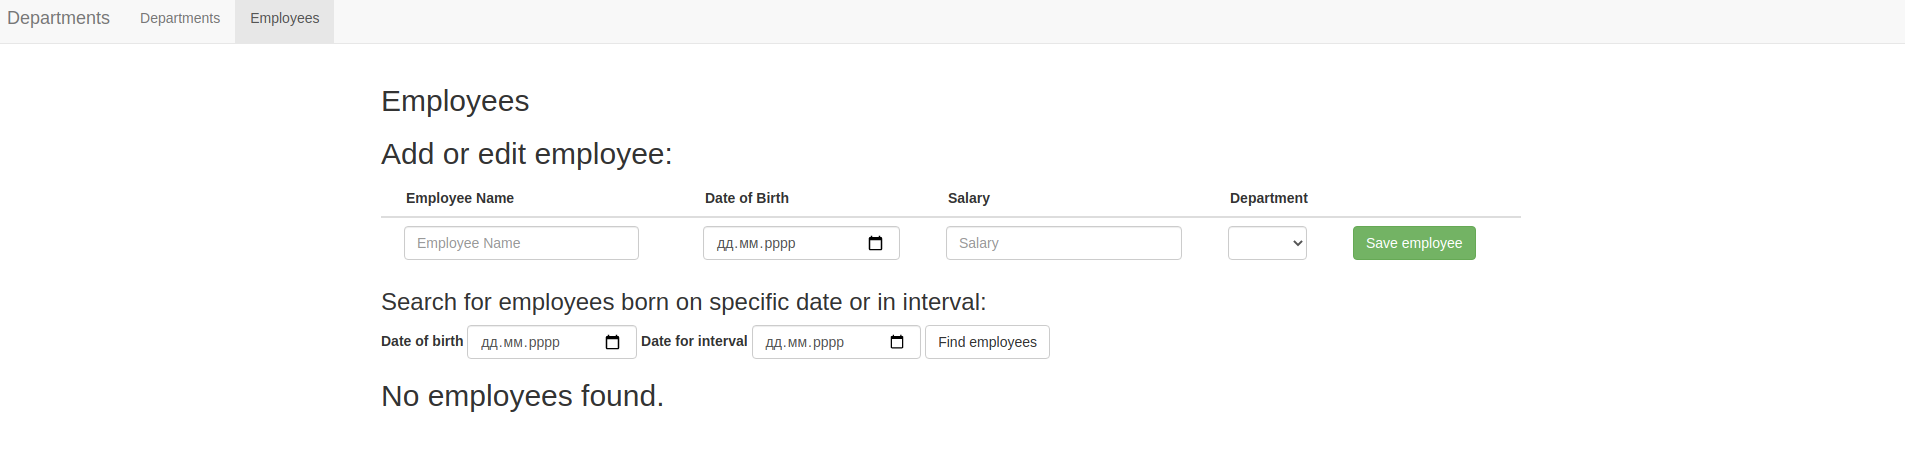 Departments Departments Employees
Employees
Add or edit employee:
Employee Name Date of Birth Salary Department
Employee Name дд.мм.рррр Salary Save employee
Search for employees born on specific date or in interval:
Date of birth дд.мм.рррр Date for interval дд.мм.рррр Find employees
No employees found.